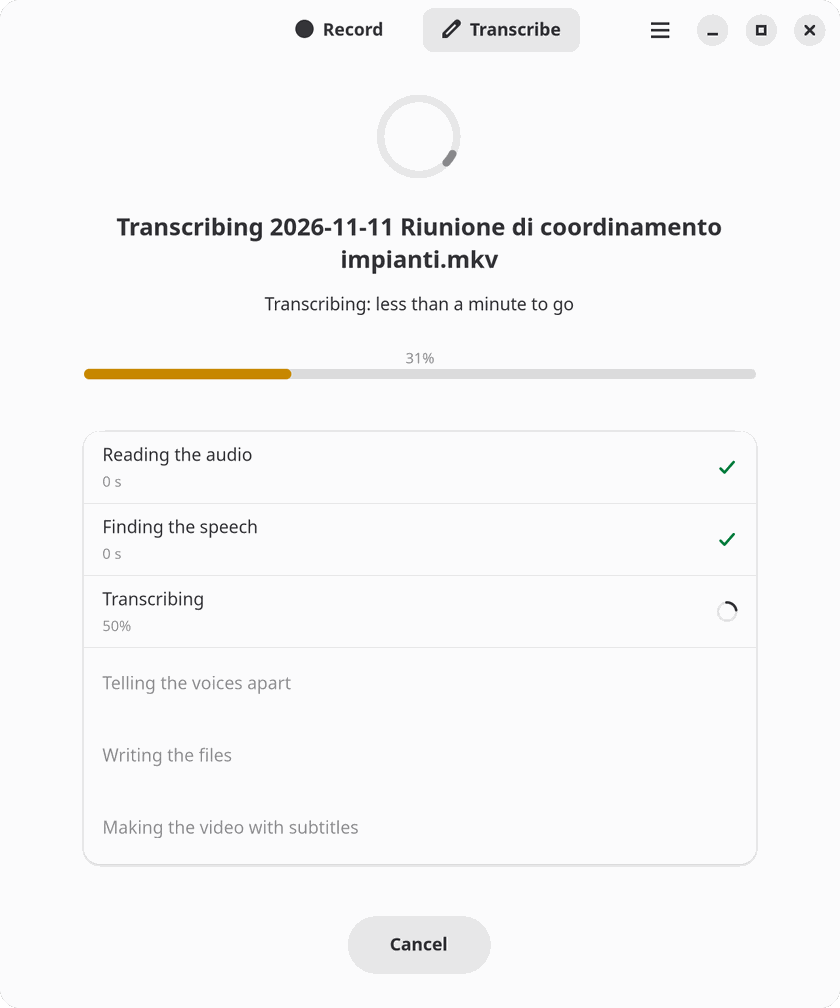 Record
Transcribe
Transcribing 2026-11-11 Riunione di coordinamento
impianti.mkv
Transcribing: less than a minute to go
31%
Reading the audio
0 s
Finding the speech
0 s
Transcribing
50%
Telling the voices apart
Writing the files
Making the video with subtitles
Cancel